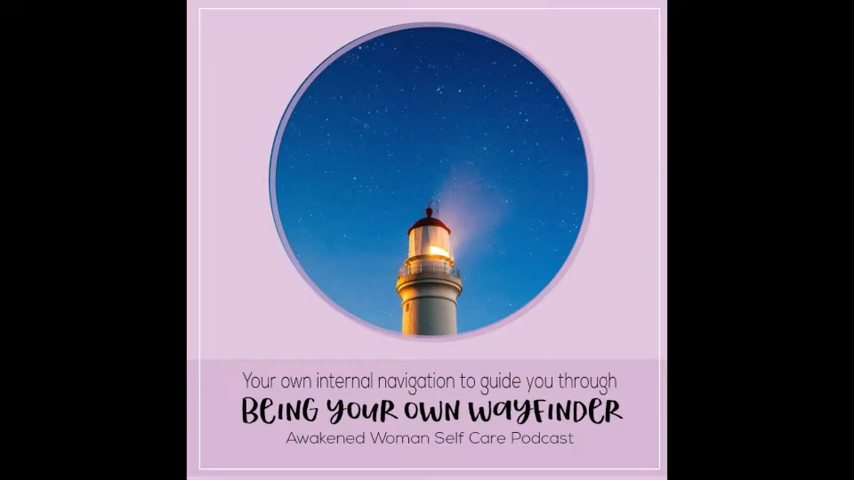 Your own internal navigation to guide you through
BEING YOUR OWN WAYFINDER
Awakened Woman Self Care Podcast